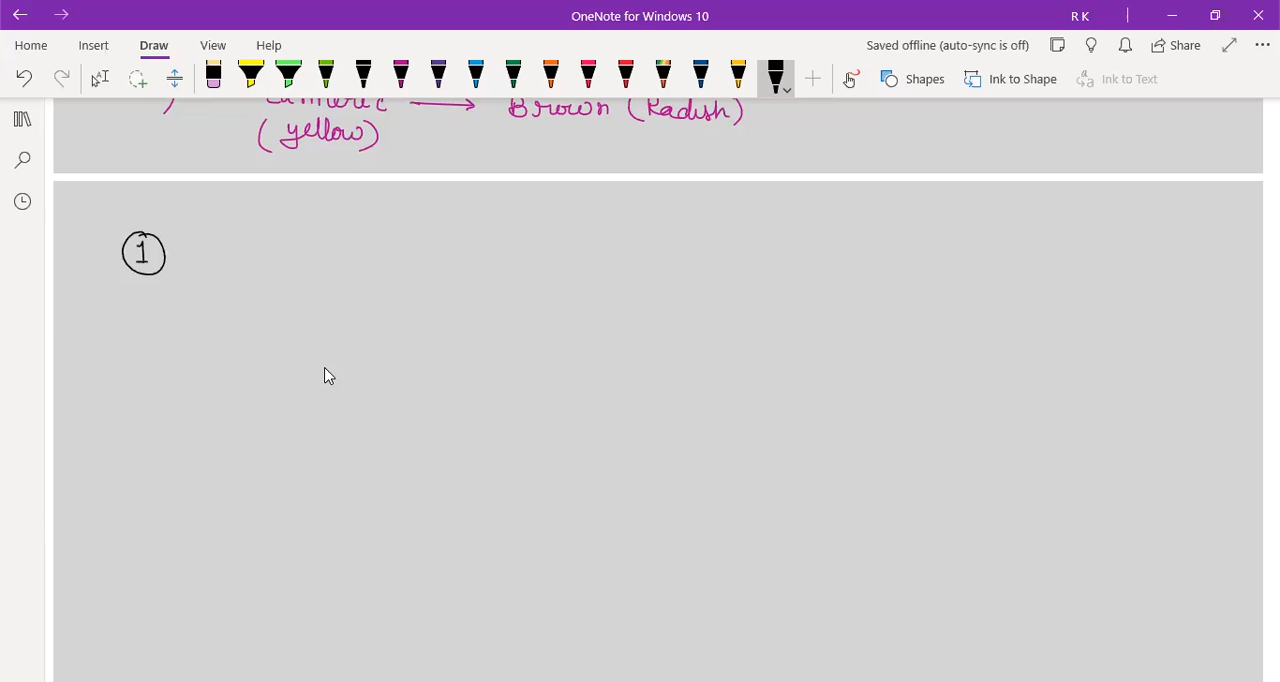 OneNote for Windows 10
R K
Home Insert Draw View Help
Saved offline (auto-sync is off)
Share
Shapes
Ink to Shape
Ink to Text
Brown (Radish)
(yellow)
1